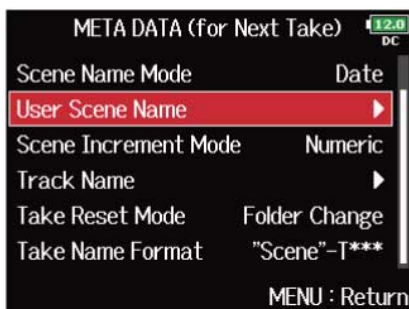 META DATA (for Next Take) 12.0
DC
Scene Name Mode Date
User Scene Name
Scene Increment Mode Numeric
Track Name
Take Reset Mode Folder Change
Take Name Format "Scene"-T***
MENU : Return